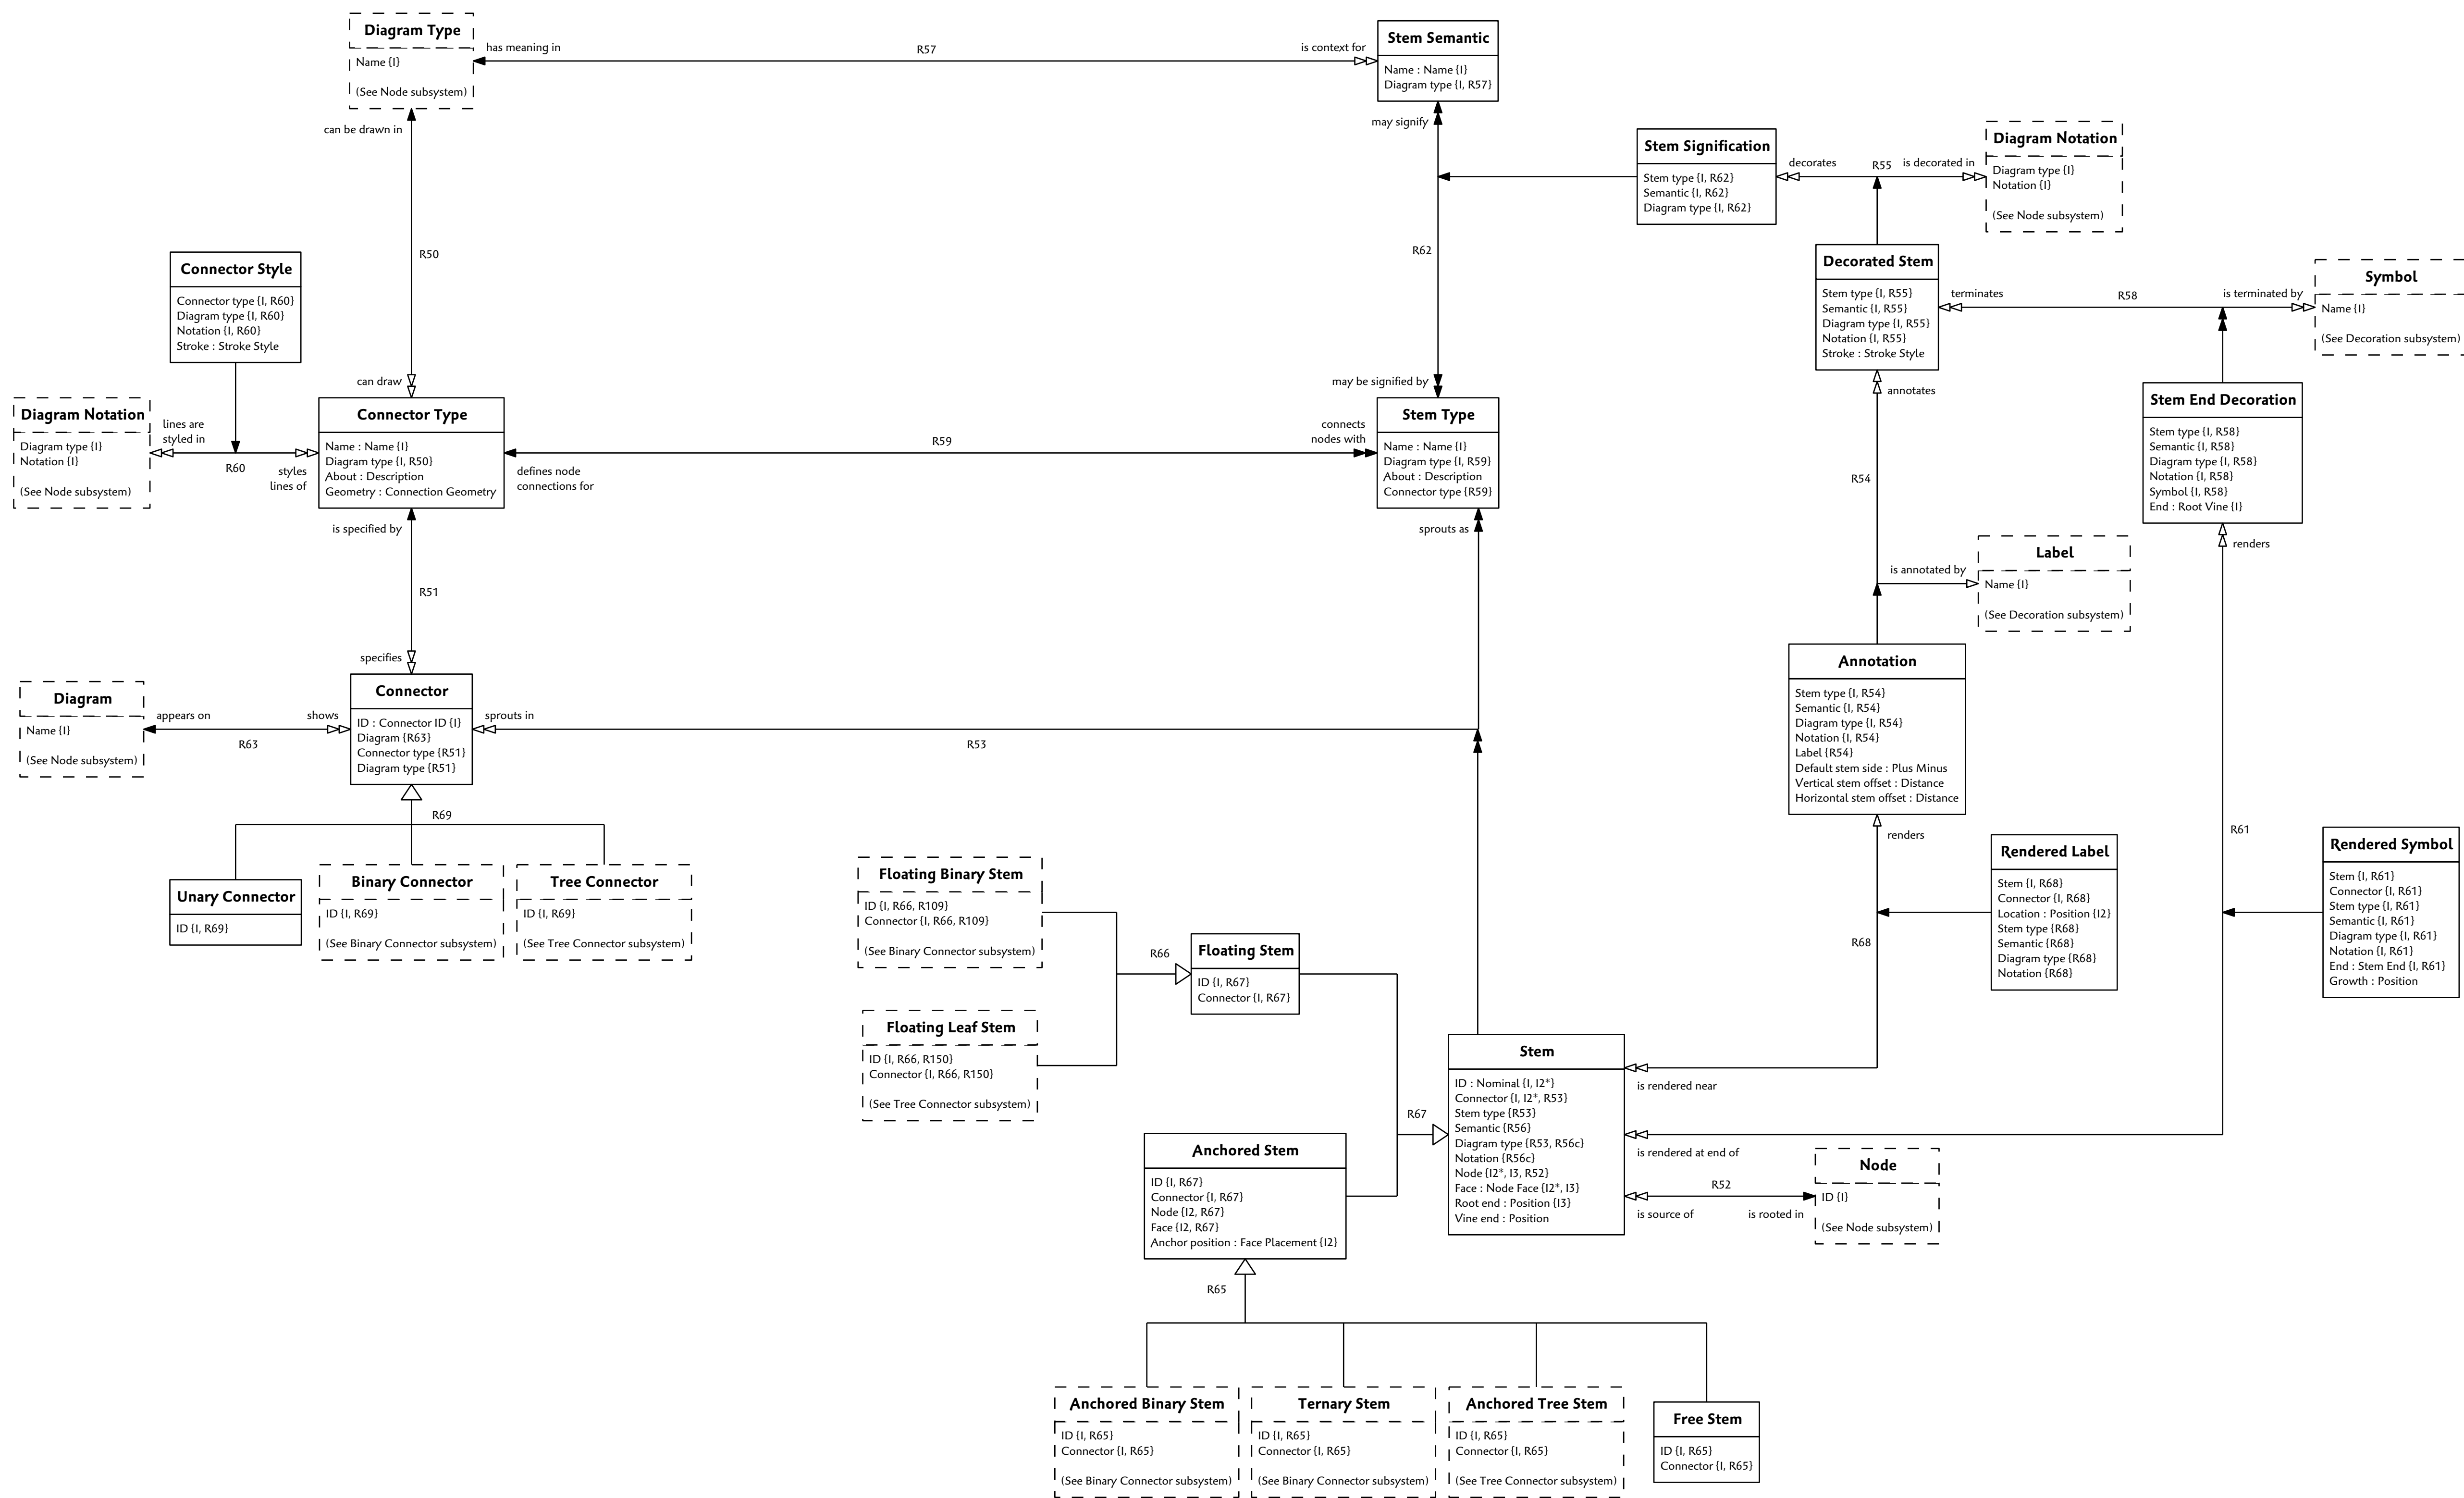 Diagram Type
Name {I}
(See Node subsystem)
has meaning in
R57
is context for
Stem Semantic
Name : Name {I}
Diagram type {I, R57}
can be drawn in
may signify
Stem Signification
Stem type {I, R62}
Semantic {I, R62}
Diagram type {I, R62}
decorates
R55
is decorated in
Diagram Notation
Diagram type {I}
Notation {I}
(See Node subsystem)
R50
R62
Connector Style
Connector type {I, R60}
Diagram type {I, R60}
Notation {I, R60}
Stroke : Stroke Style
Decorated Stem
Stem type {I, R55}
Semantic {I, R55}
Diagram type {I, R55}
Notation {I, R55}
Stroke : Stroke Style
terminates
R58
is terminated by
Symbol
Name {I}
(See Decoration subsystem)
can draw
may be signified by
annotates
Diagram Notation
Diagram type {I}
Notation {I}
(See Node subsystem)
lines are
styled in
R60
styles
lines of
Connector Type
Name : Name {I}
Diagram type {I, R50}
About : Description
Geometry : Connection Geometry
R59
defines node
connections for
connects
nodes with
Stem Type
Name : Name {I}
Diagram type {I, R59}
About : Description
Connector type {R59}
R54
Stem End Decoration
Stem type {I, R58}
Semantic {I, R58}
Diagram type {I, R58}
Notation {I, R58}
Symbol {I, R58}
End : Root Vine {I}
is specified by
sprouts as
renders
Label
Name {I}
(See Decoration subsystem)
is annotated by
R51
specifies
Diagram
Name {I}
(See Node subsystem)
appears on
shows
R63
Connector
ID : Connector ID {I}
Diagram {R63}
Connector type {R51}
Diagram type {R51}
sprouts in
R53
Annotation
Stem type {I, R54}
Semantic {I, R54}
Diagram type {I, R54}
Notation {I, R54}
Label {R54}
Default stem side : Plus Minus
Vertical stem offset : Distance
Horizontal stem offset : Distance
R69
renders
R61
Unary Connector
ID {I, R69}
Binary Connector
ID {I, R69}
(See Binary Connector subsystem)
Tree Connector
ID {I, R69}
(See Tree Connector subsystem)
Floating Binary Stem
ID {I, R66, R109}
Connector {I, R66, R109}
(See Binary Connector subsystem)
R66
Floating Stem
ID {I, R67}
Connector {I, R67}
R68
Rendered Label
Stem {I, R68}
Connector {I, R68}
Location : Position {I2}
Stem type {R68}
Semantic {R68}
Diagram type {R68}
Notation {R68}
Rendered Symbol
Stem {I, R61}
Connector {I, R61}
Stem type {I, R61}
Semantic {I, R61}
Diagram type {I, R61}
Notation {I, R61}
End : Stem End {I, R61}
Growth : Position
Floating Leaf Stem
ID {I, R66, R150}
Connector {I, R66, R150}
(See Tree Connector subsystem)
R67
Stem
ID : Nominal {I, I2*}
Connector {I, I2*, R53}
Stem type {R53}
Semantic {R56}
Diagram type {R53, R56c}
Notation {R56c}
Node {I2*, I3, R52}
Face : Node Face {I2*, I3}
Root end : Position {I3}
Vine end : Position
is rendered near
is rendered at end of
R52
is source of
is rooted in
Node
ID {I}
(See Node subsystem)
Anchored Stem
ID {I, R67}
Connector {I, R67}
Node {I2, R67}
Face {I2, R67}
Anchor position : Face Placement {I2}
R65
Anchored Binary Stem
ID {I, R65}
Connector {I, R65}
(See Binary Connector subsystem)
Ternary Stem
ID {I, R65}
Connector {I, R65}
(See Binary Connector subsystem)
Anchored Tree Stem
ID {I, R65}
Connector {I, R65}
(See Tree Connector subsystem)
Free Stem
ID {I, R65}
Connector {I, R65}